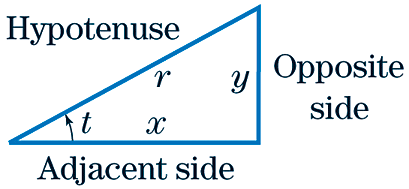 Hypotenuse
r
y
Opposite
side
t
x
Adjacent side